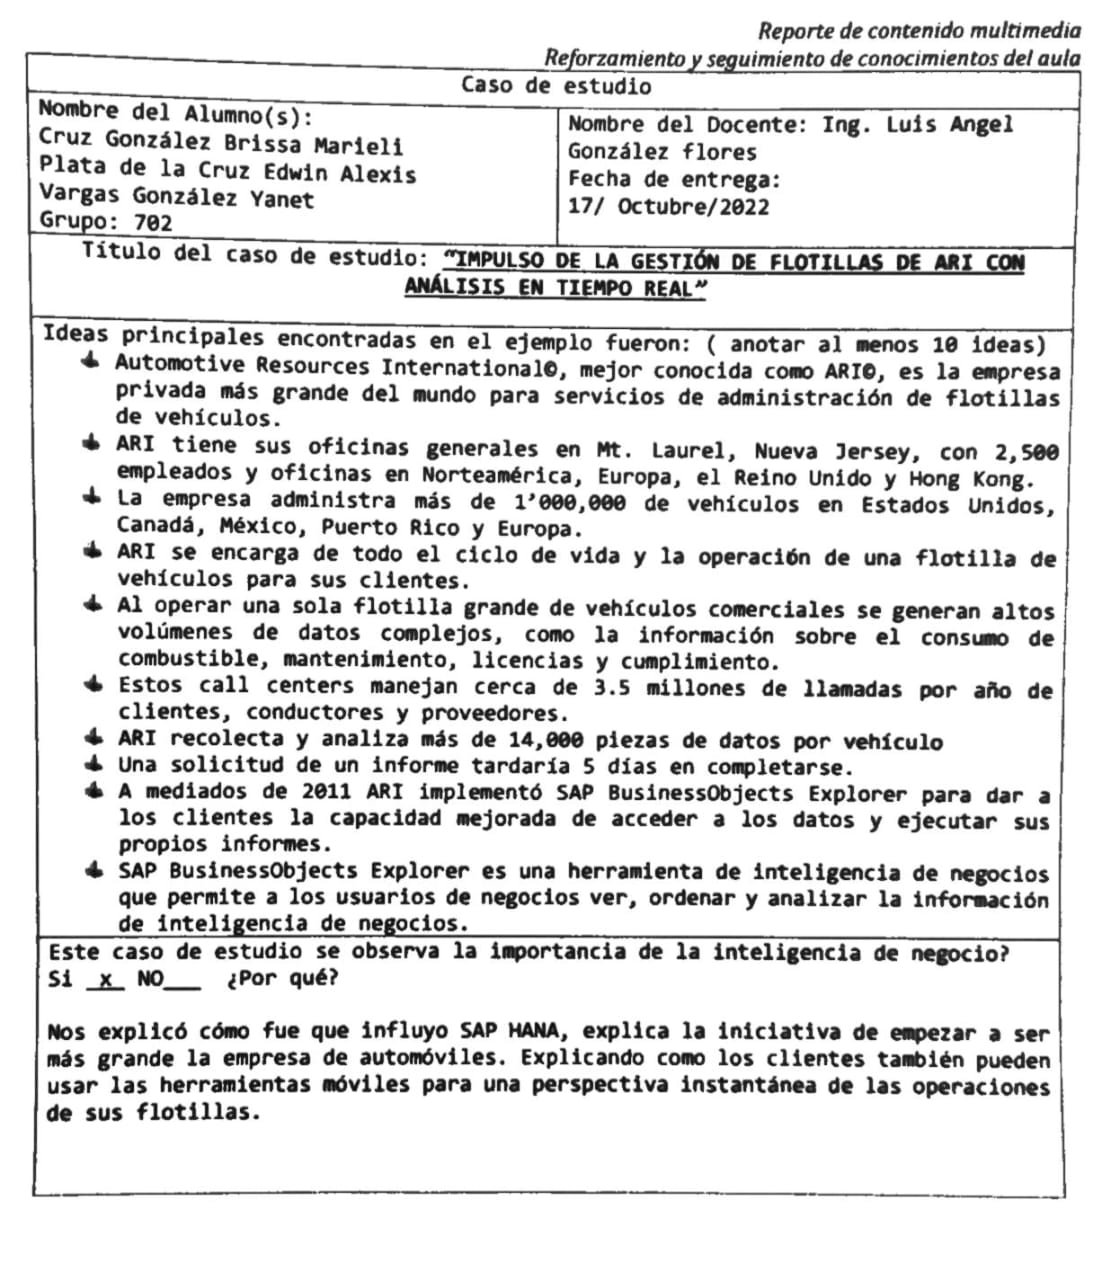 Reporte de contenido multimedia
Reforzamiento y seguimiento de conocimientos del aula
Caso de estudio
Nombre del Alumno(s):
Cruz González Brissa Marieli
Plata de la Cruz Edwin Alexis
Vargas González Yanet
Grupo: 702
Nombre del Docente: Ing. Luis Angel
González flores
Fecha de entrega:
17/ Octubre/2022
Título del caso de estudio: “IMPULSO DE LA GESTIÓN DE FLOTILLAS DE ARI CON
ANÁLISIS EN TIEMPO REAL”
Ideas principales encontradas en el ejemplo fueron: ( anotar al menos 10 ideas)
Automotive Resources International©, mejor conocida como ARI©, es la empresa
privada más grande del mundo para servicios de administración de flotillas
de vehículos.
ARI tiene sus oficinas generales en Mt. Laurel, Nueva Jersey, con 2,500
empleados y oficinas en Norteamérica, Europa, el Reino Unido y Hong Kong.
La empresa administra más de 1’000,000 de vehículos en Estados Unidos,
Canadá, México, Puerto Rico y Europa.
ARI se encarga de todo el ciclo de vida y la operación de una flotilla de
vehículos para sus clientes.
Al operar una sola flotilla grande de vehículos comerciales se generan altos
volúmenes de datos complejos, como la información sobre el consumo de
combustible, mantenimiento, licencias y cumplimiento.
Estos call centers manejan cerca de 3.5 millones de llamadas por año de
clientes, conductores y proveedores.
ARI recolecta y analiza más de 14,000 piezas de datos por vehículo
Una solicitud de un informe tardaría 5 días en completarse.
A mediados de 2011 ARI implementó SAP BusinessObjects Explorer para dar a
los clientes la capacidad mejorada de acceder a los datos y ejecutar sus
propios informes.
SAP BusinessObjects Explorer es una herramienta de inteligencia de negocios
que permite a los usuarios de negocios ver, ordenar y analizar la información
de inteligencia de negocios.
Este caso de estudio se observa la importancia de la inteligencia de negocio?
Si _x_ NO___ ¿Por qué?
Nos explicó cómo fue que influyo SAP HANA, explica la iniciativa de empezar a ser
más grande la empresa de automóviles. Explicando como los clientes también pueden
usar las herramientas móviles para una perspectiva instantánea de las operaciones
de sus flotillas.